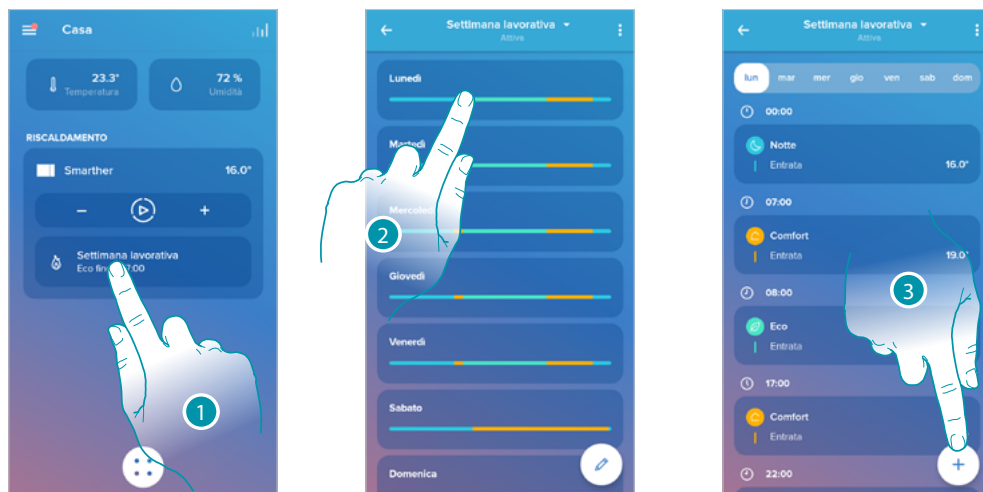 Casa
23.3°
Temperatura
72 %
Umidità
RISCALDAMENTO
Smarther
16.0°
−
+
Settimana lavorativa
Eco fin 7:00
1
Settimana lavorativa
Attiva
Lunedì
Martedì
Mercoledì
2
Giovedì
Venerdì
Sabato
Domenica
Settimana lavorativa
Attiva
lun mar mer gio ven sab dom
00:00
Notte
Entrata
16.0°
07:00
Comfort
Entrata
19.0°
3
08:00
Eco
Entrata
17:00
Comfort
Entrata
22:00
+